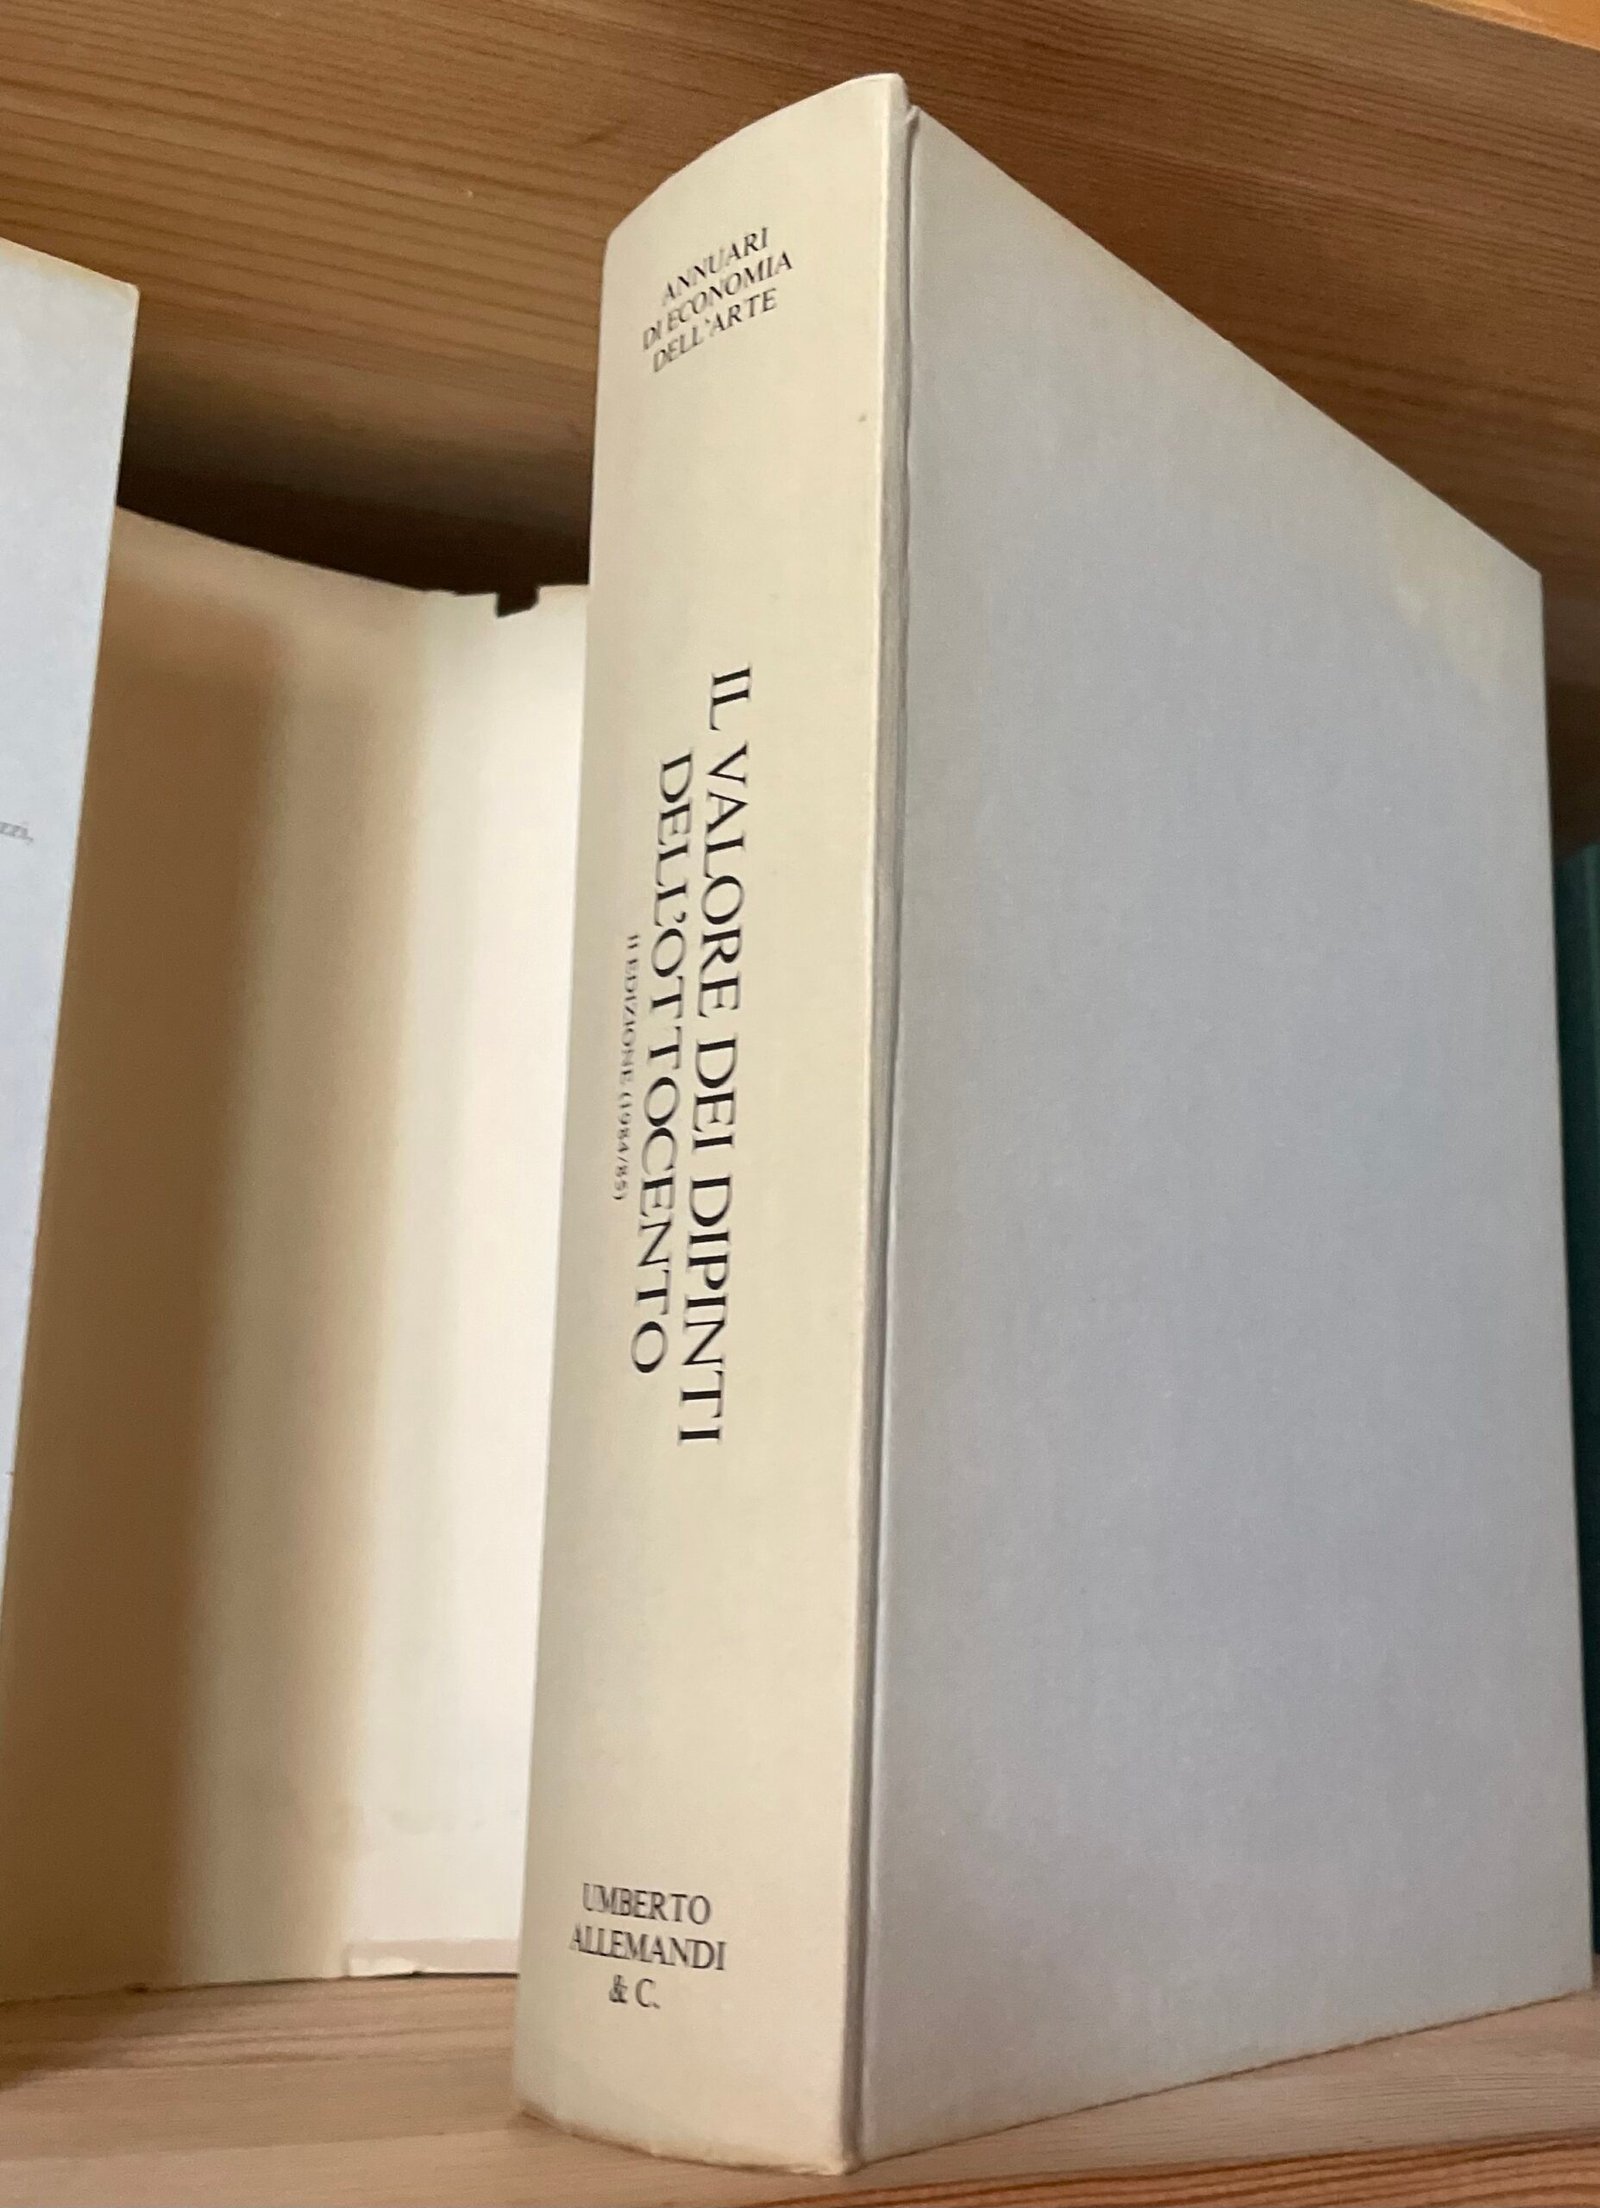 ANNUARI
DI ECONOMIA
DELL'ARTE
IL VALORE DEI DIPINTI
DELL'OTTOCENTO
II EDIZIONE (1984/85)
UMBERTO
ALLEMANDI
& C.